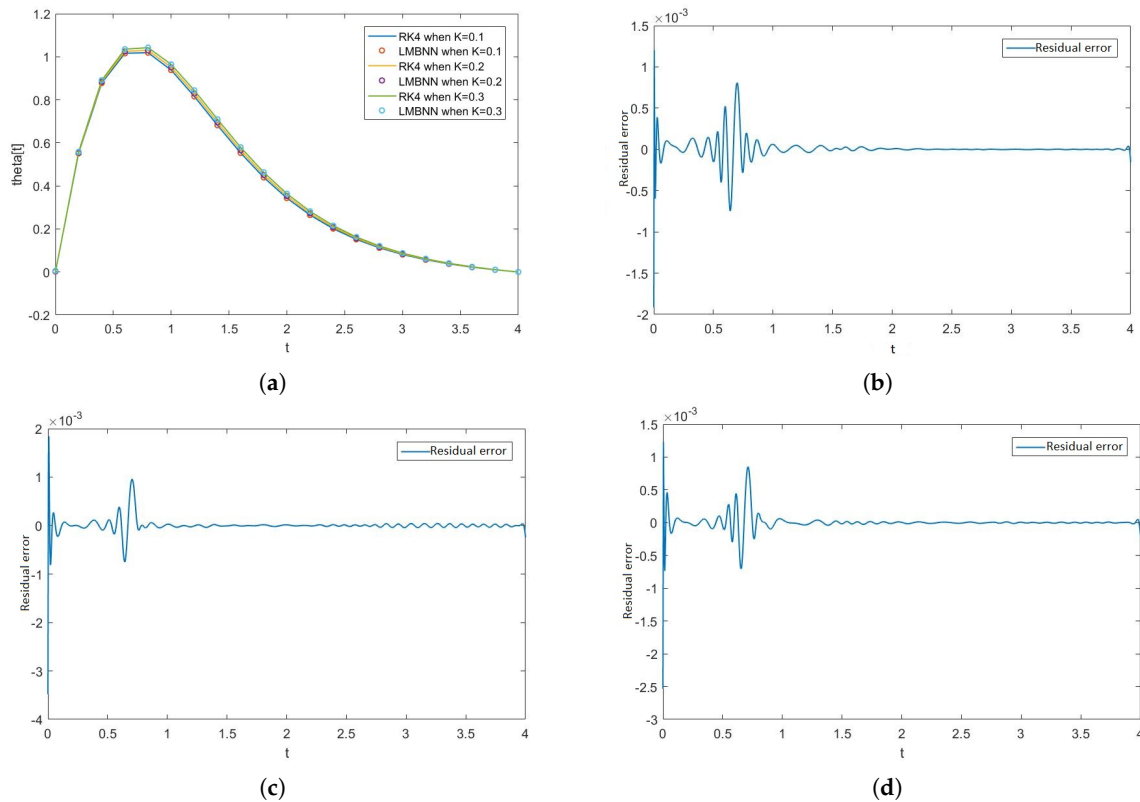 1.2
1
0.8
0.6
0.4
0.2
0
-0.2
theta[t]
RK4 when K=0.1
LMBNN when K=0.1
RK4 when K=0.2
LMBNN when K=0.2
RK4 when K=0.3
LMBNN when K=0.3
0 0.5 1 1.5 2 2.5 3 3.5 4
t
(a)
×10⁻³
1.5
1
0.5
0
-0.5
-1
-1.5
-2
Residual error
Residual error
0 0.5 1 1.5 2 2.5 3 3.5 4
t
(b)
×10⁻³
2
1
0
-1
-2
-3
-4
Residual error
Residual error
0 0.5 1 1.5 2 2.5 3 3.5 4
t
(c)
×10⁻³
1.5
1
0.5
0
-0.5
-1
-1.5
-2
-2.5
-3
Residual error
Residual error
0 0.5 1 1.5 2 2.5 3 3.5 4
t
(d)